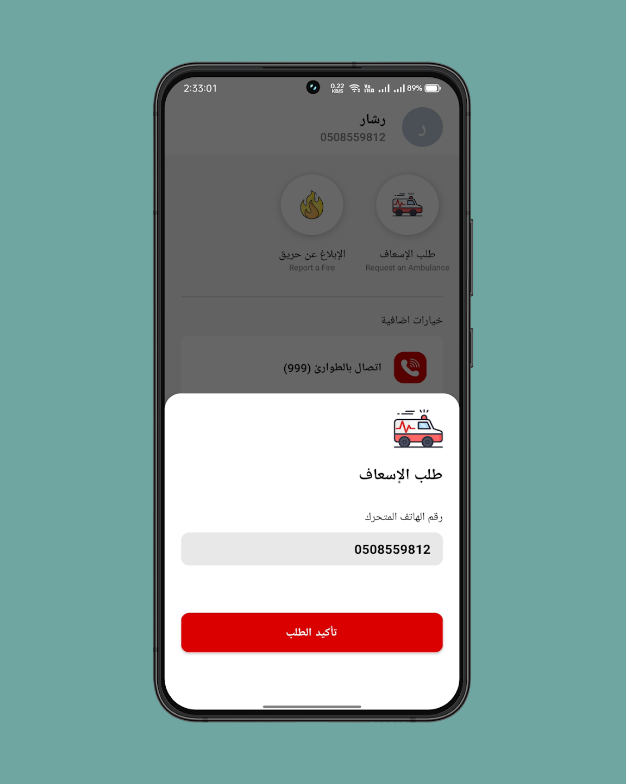 2:33:01
0.22 KB/S
89%
رشار
0508559812
ر
طلب الإسعاف
Request an Ambulance
الإبلاغ عن حريق
Report a Fire
خيارات اضافية
اتصال بالطوارئ (999)
طلب الإسعاف
رقم الهاتف المتحرك
0508559812
تأكيد الطلب